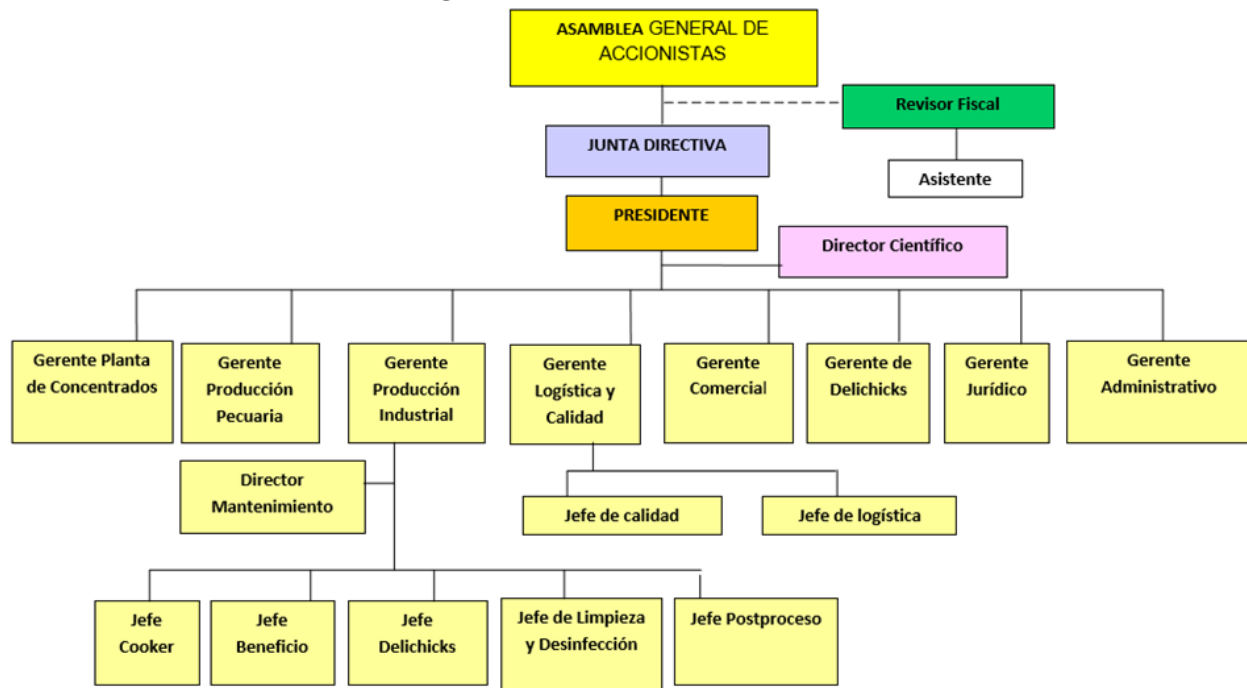 ASAMBLEA GENERAL DE
ACCIONISTAS
Revisor Fiscal
JUNTA DIRECTIVA
Asistente
PRESIDENTE
Director Científico
Gerente Planta
de Concentrados
Gerente
Producción
Pecuaria
Gerente
Producción
Industrial
Gerente
Logística y
Calidad
Gerente
Comercial
Gerente de
Delichicks
Gerente
Jurídico
Gerente
Administrativo
Director
Mantenimiento
Jefe de calidad
Jefe de logística
Jefe
Cooker
Jefe
Beneficio
Jefe
Delichicks
Jefe de Limpieza
y Desinfección
Jefe Postproceso